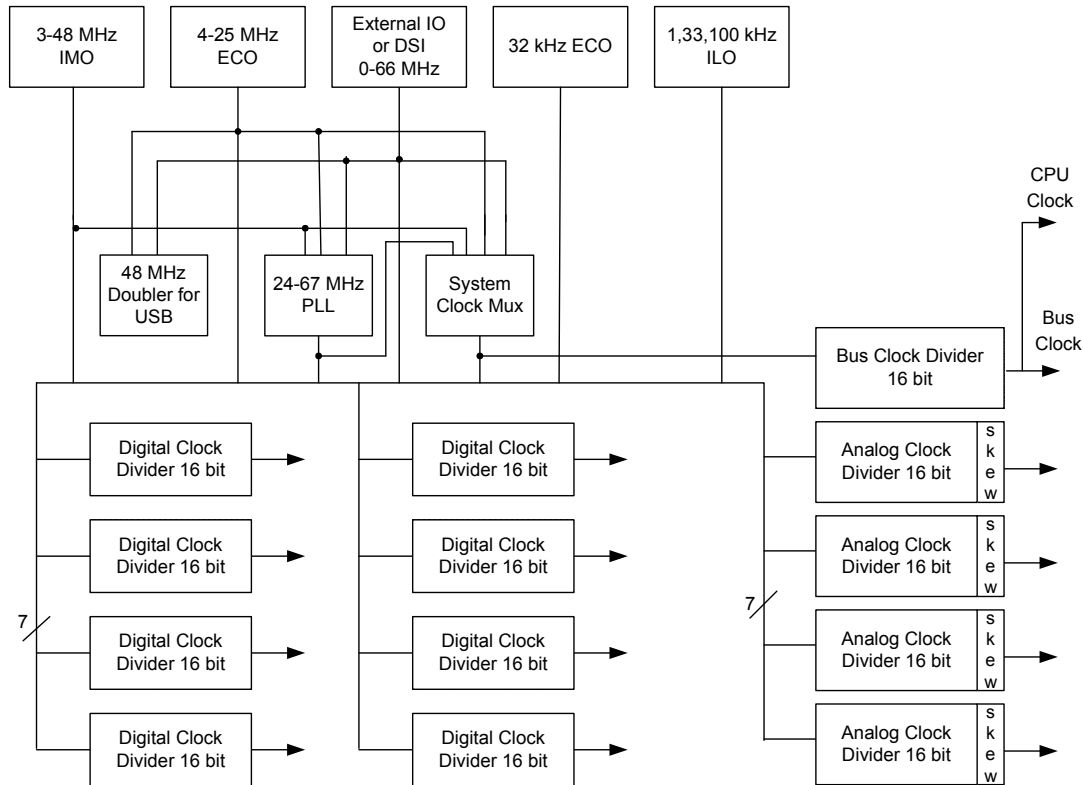 3-48 MHz
IMO
4-25 MHz
ECO
External IO
or DSI
0-66 MHz
32 kHz ECO
1,33,100 kHz
ILO
CPU
Clock
48 MHz
Doubler for
USB
24-67 MHz
PLL
System
Clock Mux
Bus
Clock
Bus Clock Divider
16 bit
Digital Clock
Divider 16 bit
Digital Clock
Divider 16 bit
Analog Clock
Divider 16 bit
s
k
e
w
Digital Clock
Divider 16 bit
Digital Clock
Divider 16 bit
Analog Clock
Divider 16 bit
s
k
e
w
7
7
Digital Clock
Divider 16 bit
Digital Clock
Divider 16 bit
Analog Clock
Divider 16 bit
s
k
e
w
Digital Clock
Divider 16 bit
Digital Clock
Divider 16 bit
Analog Clock
Divider 16 bit
s
k
e
w